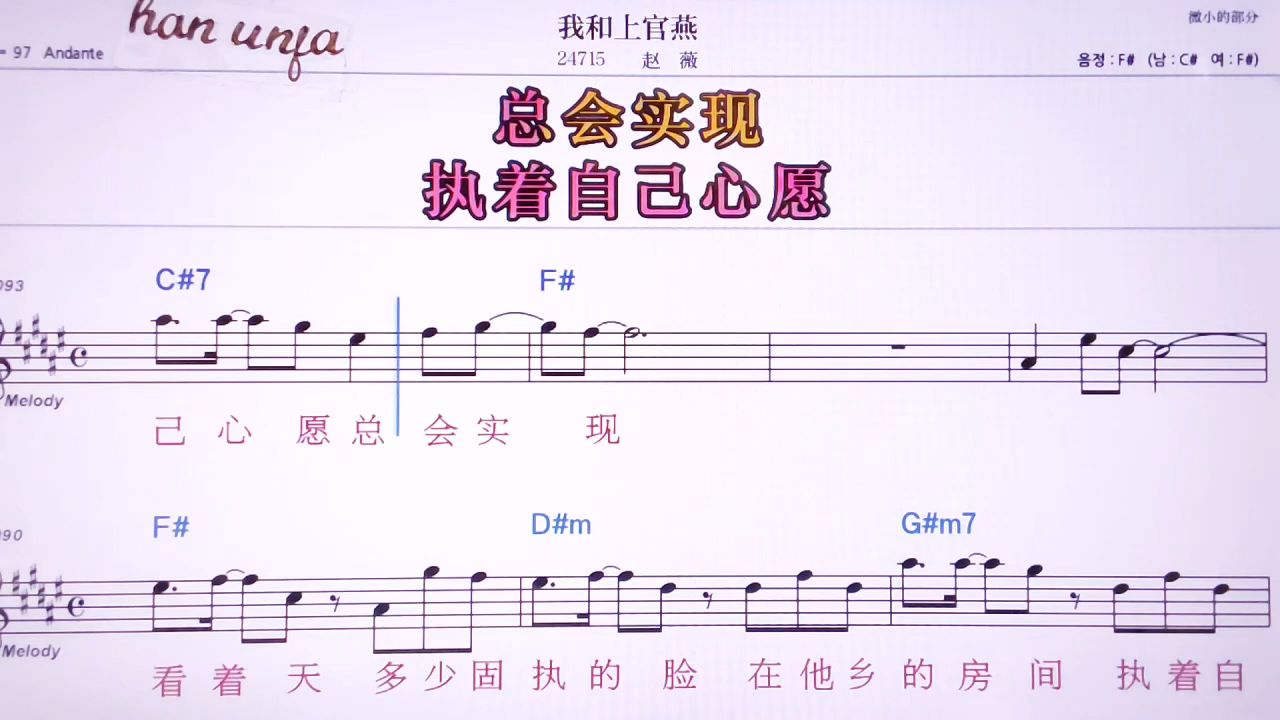 han unja
我和上官燕
微小的部分
= 97 Andante
24715 赵 薇
음정 : F# (남 : C# 여 : F#)
总会实现
执着自己心愿
093
C#7 F#
Melody
己 心 愿 总 会 实 现
090
F# D#m G#m7
Melody
看 着 天 多 少 固 执 的 脸 在 他 乡 的 房 间 执 着 自